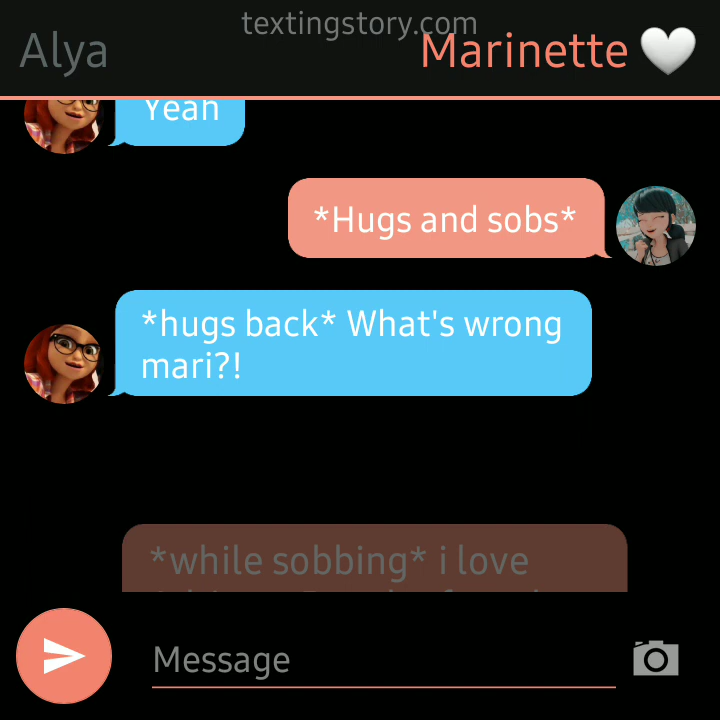 textingstory.com
Alya
Marinette 🤍
Yeah
*Hugs and sobs*
*hugs back* What's wrong
mari?!
*while sobbing* i love
Message